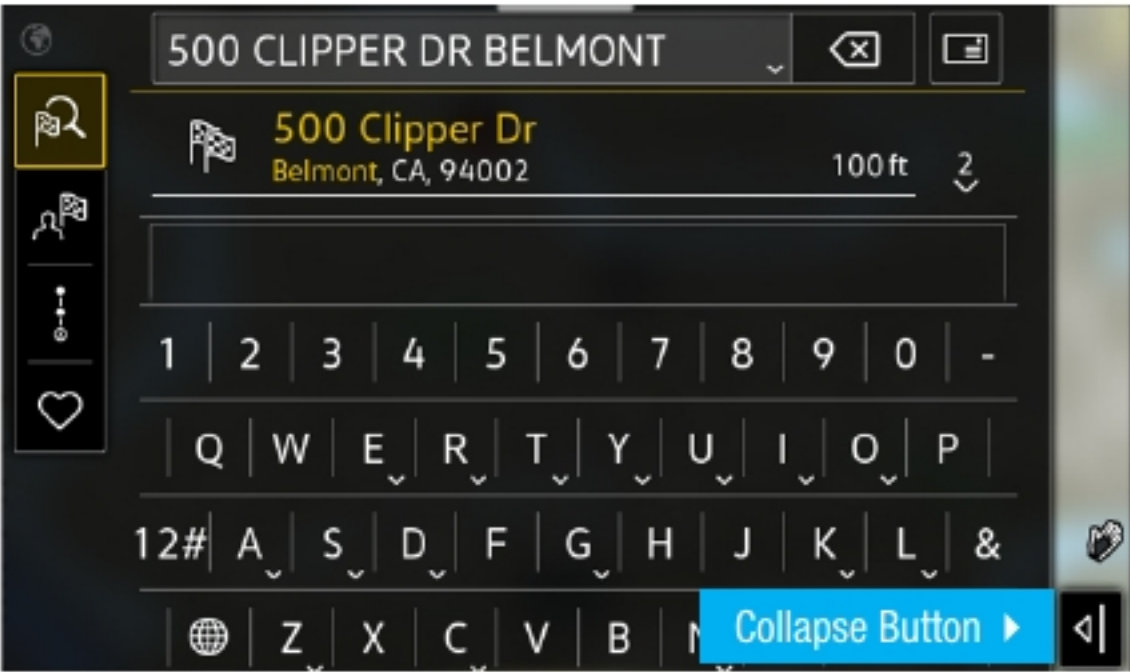 500 CLIPPER DR BELMONT
500 Clipper Dr
Belmont, CA, 94002
100 ft
2
1 2 3 4 5 6 7 8 9 0 -
Q W E R T Y U I O P
12# A S D F G H J K L &
Z X C V B
Collapse Button